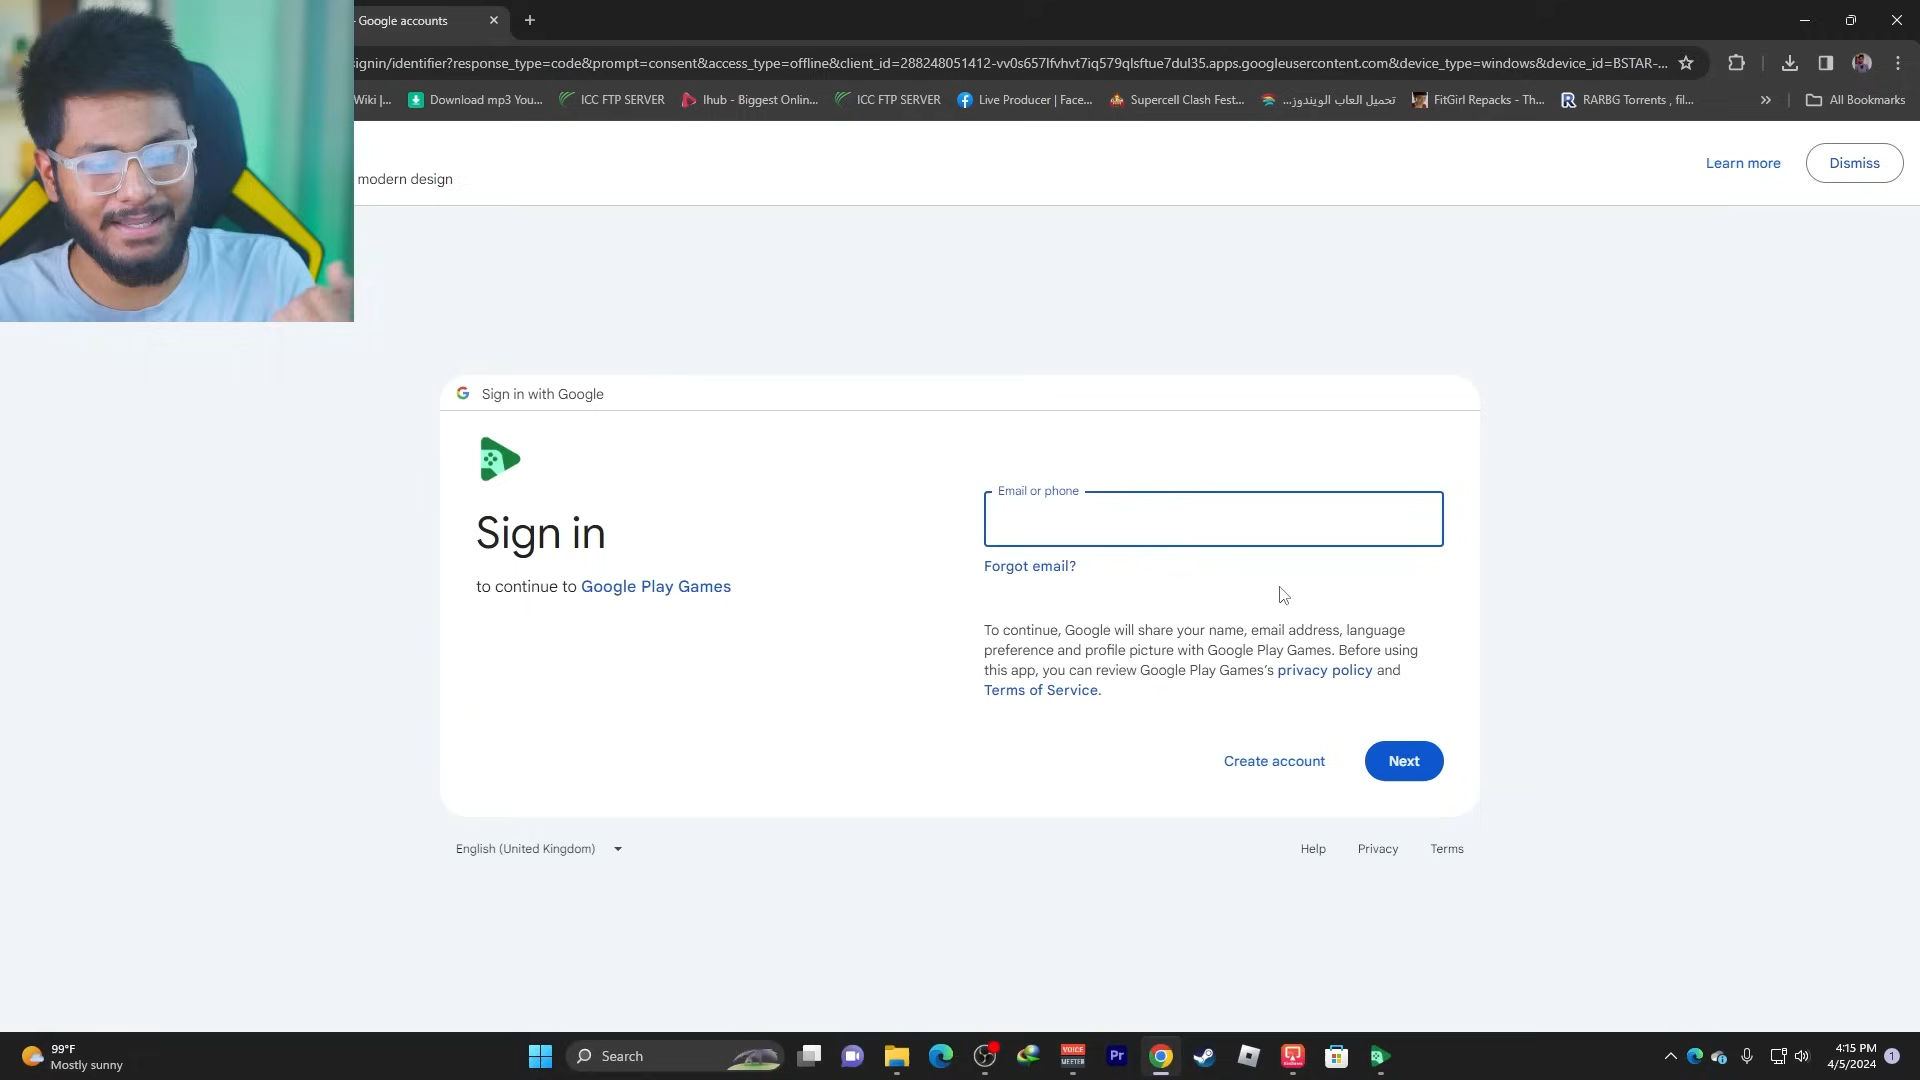 - Google accounts
signin/identifier?response_type=code&prompt=consent&access_type=offline&client_id=288248051412-vv0s657lfvhvt7iq579qlsftue7dul35.apps.googleusercontent.com&device_type=windows&device_id=BSTAR-...
Wiki |...
Download mp3 You...
ICC FTP SERVER
Ihub - Biggest Onlin...
ICC FTP SERVER
Live Producer | Face...
Supercell Clash Fest...
تحميل العاب الويندوز...
FitGirl Repacks - Th...
RARBG Torrents , fil...
All Bookmarks
modern design
Learn more
Dismiss
Sign in with Google
Sign in
to continue to Google Play Games
Email or phone
Forgot email?
To continue, Google will share your name, email address, language
preference and profile picture with Google Play Games. Before using
this app, you can review Google Play Games's privacy policy and
Terms of Service.
Create account
Next
English (United Kingdom)
Help
Privacy
Terms
99°F
Mostly sunny
Search
VOICE
MEETER
Pr
4:15 PM
4/5/2024
1